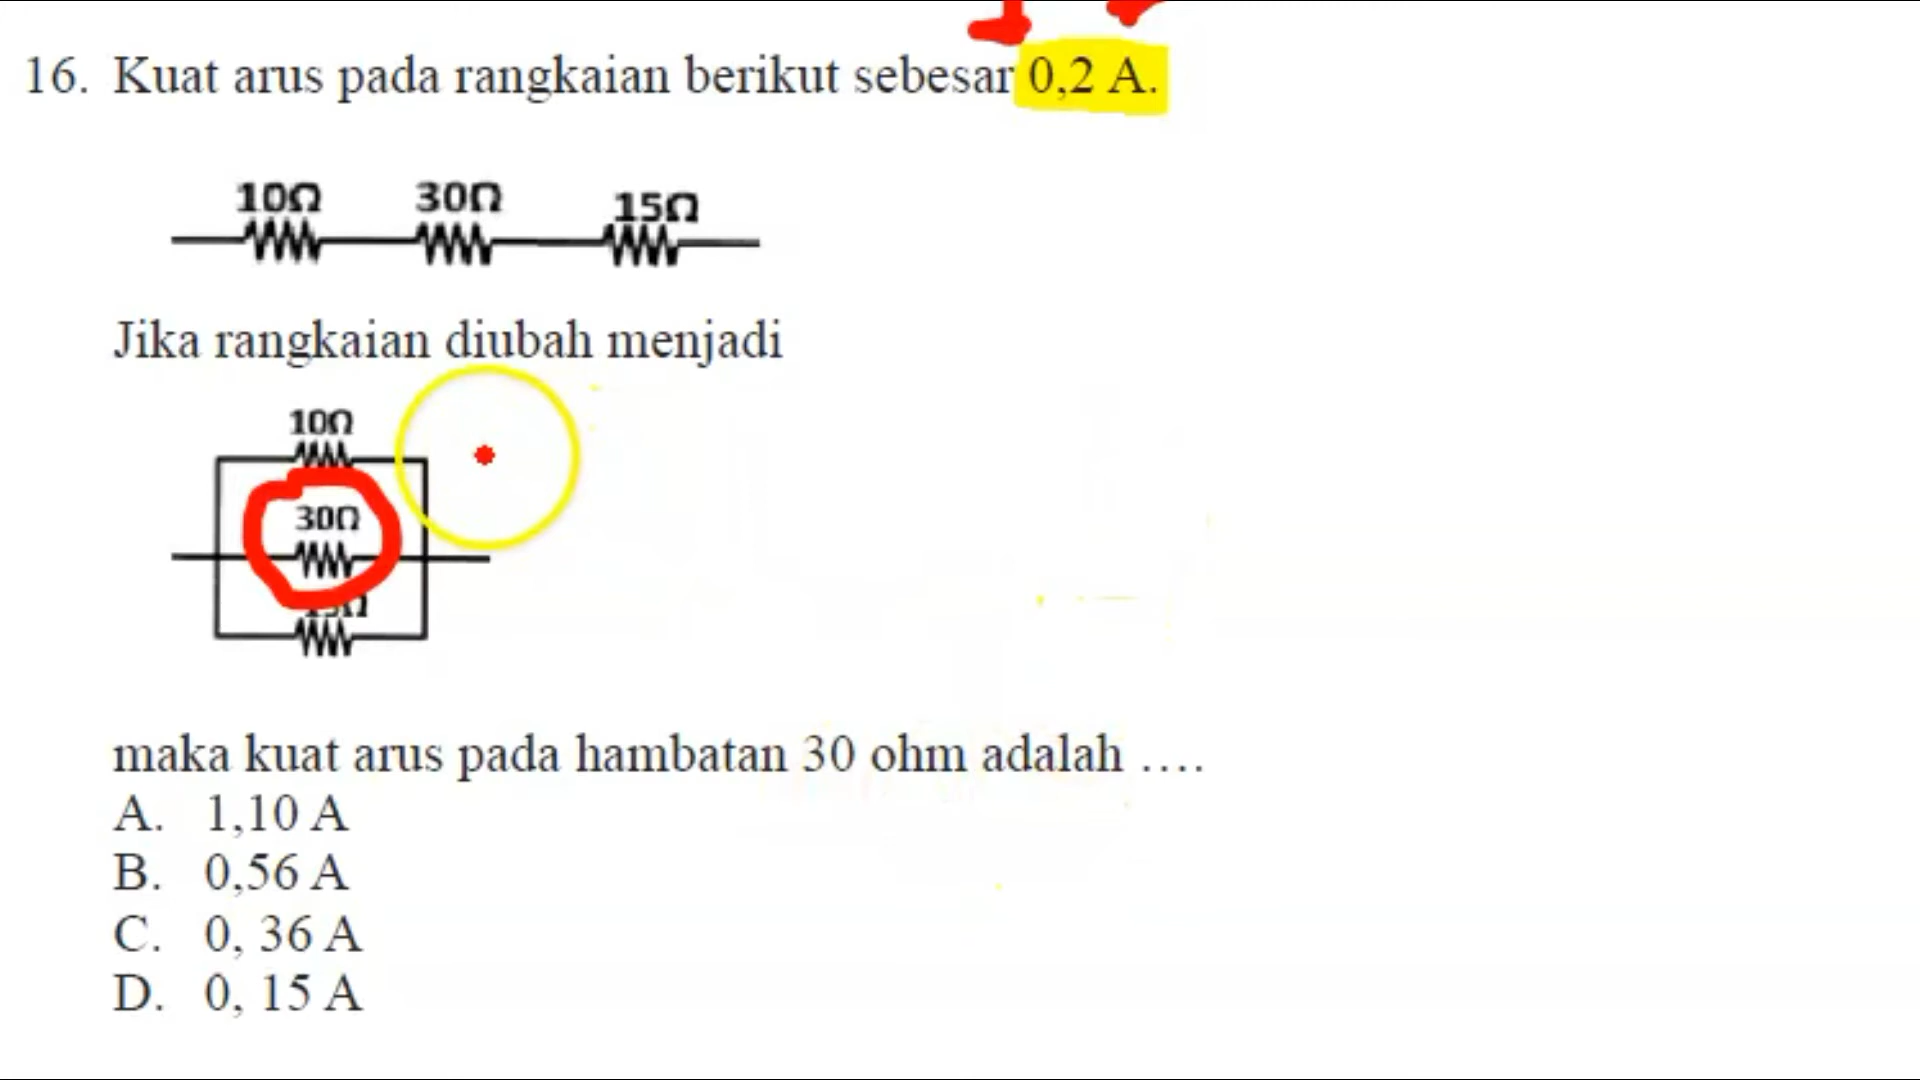 16. Kuat arus pada rangkaian berikut sebesar 0,2 A.
10Ω 30Ω 15Ω
Jika rangkaian diubah menjadi
10Ω
30Ω
maka kuat arus pada hambatan 30 ohm adalah ....
A. 1,10 A
B. 0,56 A
C. 0, 36 A
D. 0, 15 A